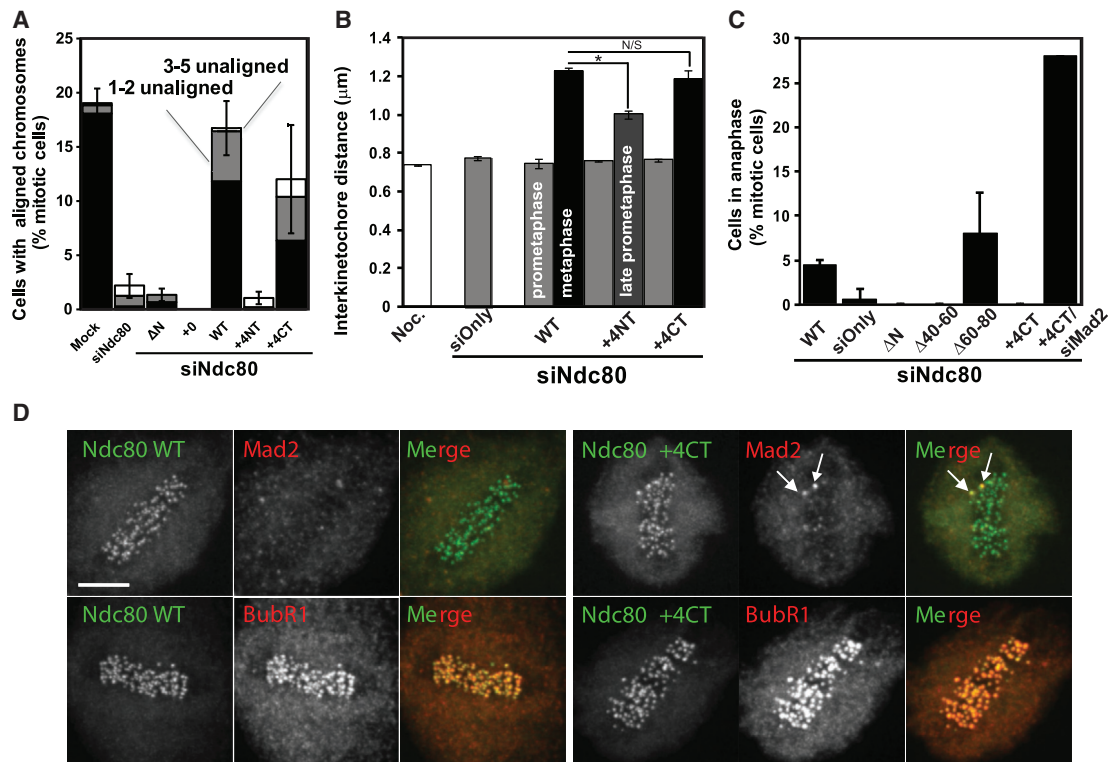 A
Cells with aligned chromosomes
(% mitotic cells)
25
20
15
10
5
0
3-5 unaligned
1-2 unaligned
Mock
siNdc80
ΔN
+0
WT
+4NT
+4CT
siNdc80
B
Interkinetochore distance (μm)
1.4
1.2
1.0
0.8
0.6
0.4
0.2
0
N/S
*
prometaphase
metaphase
late prometaphase
Noc.
siOnly
WT
+4NT
+4CT
siNdc80
C
Cells in anaphase
(% mitotic cells)
30
25
20
15
10
5
0
WT
siOnly
ΔN
Δ40-60
Δ60-80
+4CT
+4CT/
siMad2
siNdc80
D
Ndc80 WT
Mad2
Merge
Ndc80 +4CT
Mad2
Merge
Ndc80 WT
BubR1
Merge
Ndc80 +4CT
BubR1
Merge